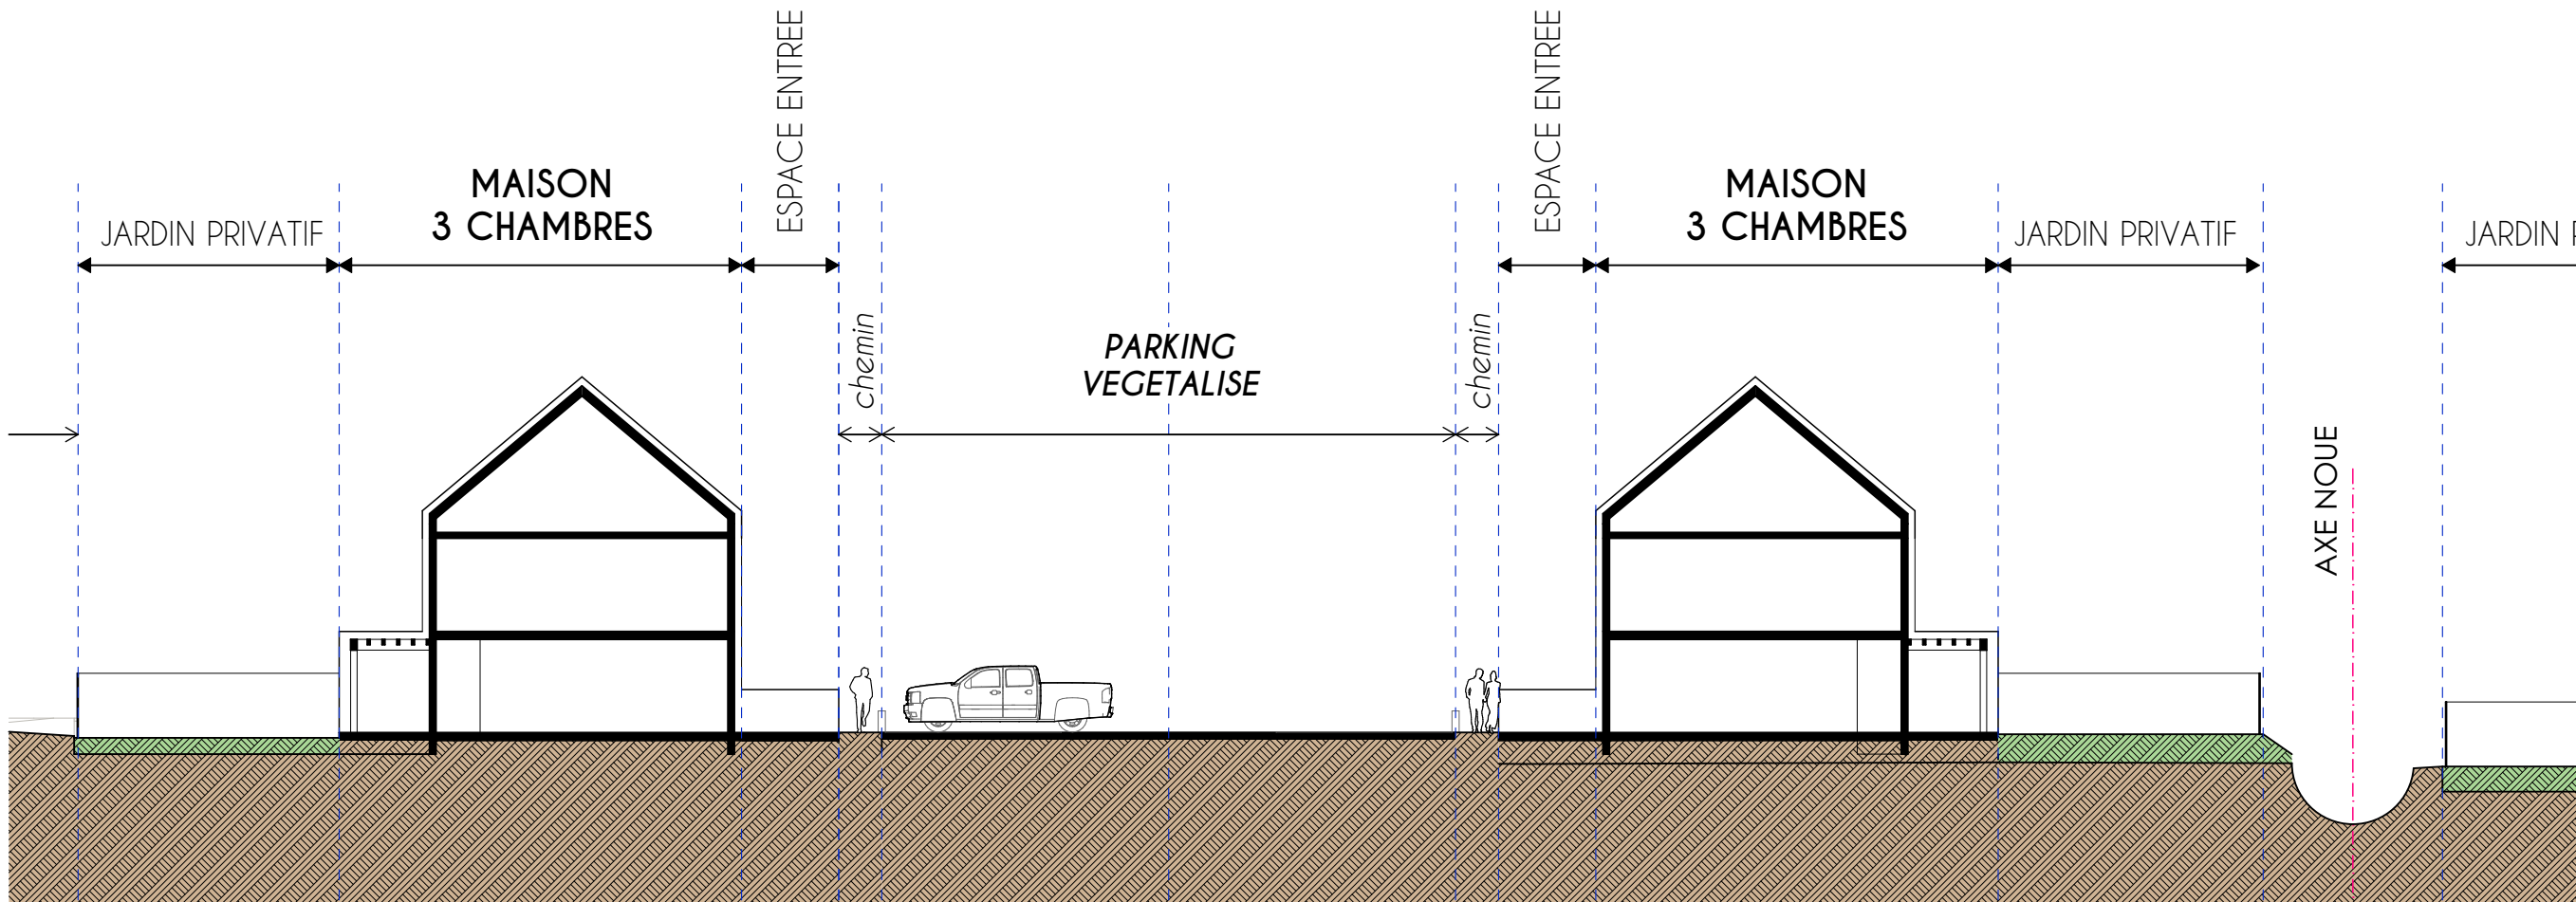 ESPACE ENTREE
ESPACE ENTREE
MAISON
3 CHAMBRES
MAISON
3 CHAMBRES
JARDIN PRIVATIF
JARDIN PRIVATIF
JARDIN
chemin
PARKING
VEGETALISE
chemin
AXE NOUE